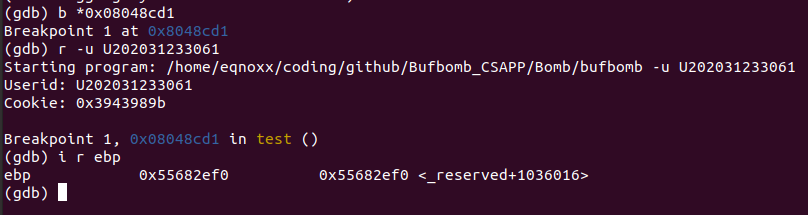 (gdb) b *0x08048cd1
Breakpoint 1 at 0x8048cd1
(gdb) r -u U202031233061
Starting program: /home/eqnoxx/coding/github/Bufbomb_CSAPP/Bomb/bufbomb -u U202031233061
Userid: U202031233061
Cookie: 0x3943989b

Breakpoint 1, 0x08048cd1 in test ()
(gdb) i r ebp
ebp            0x55682ef0          0x55682ef0 <_reserved+1036016>
(gdb)